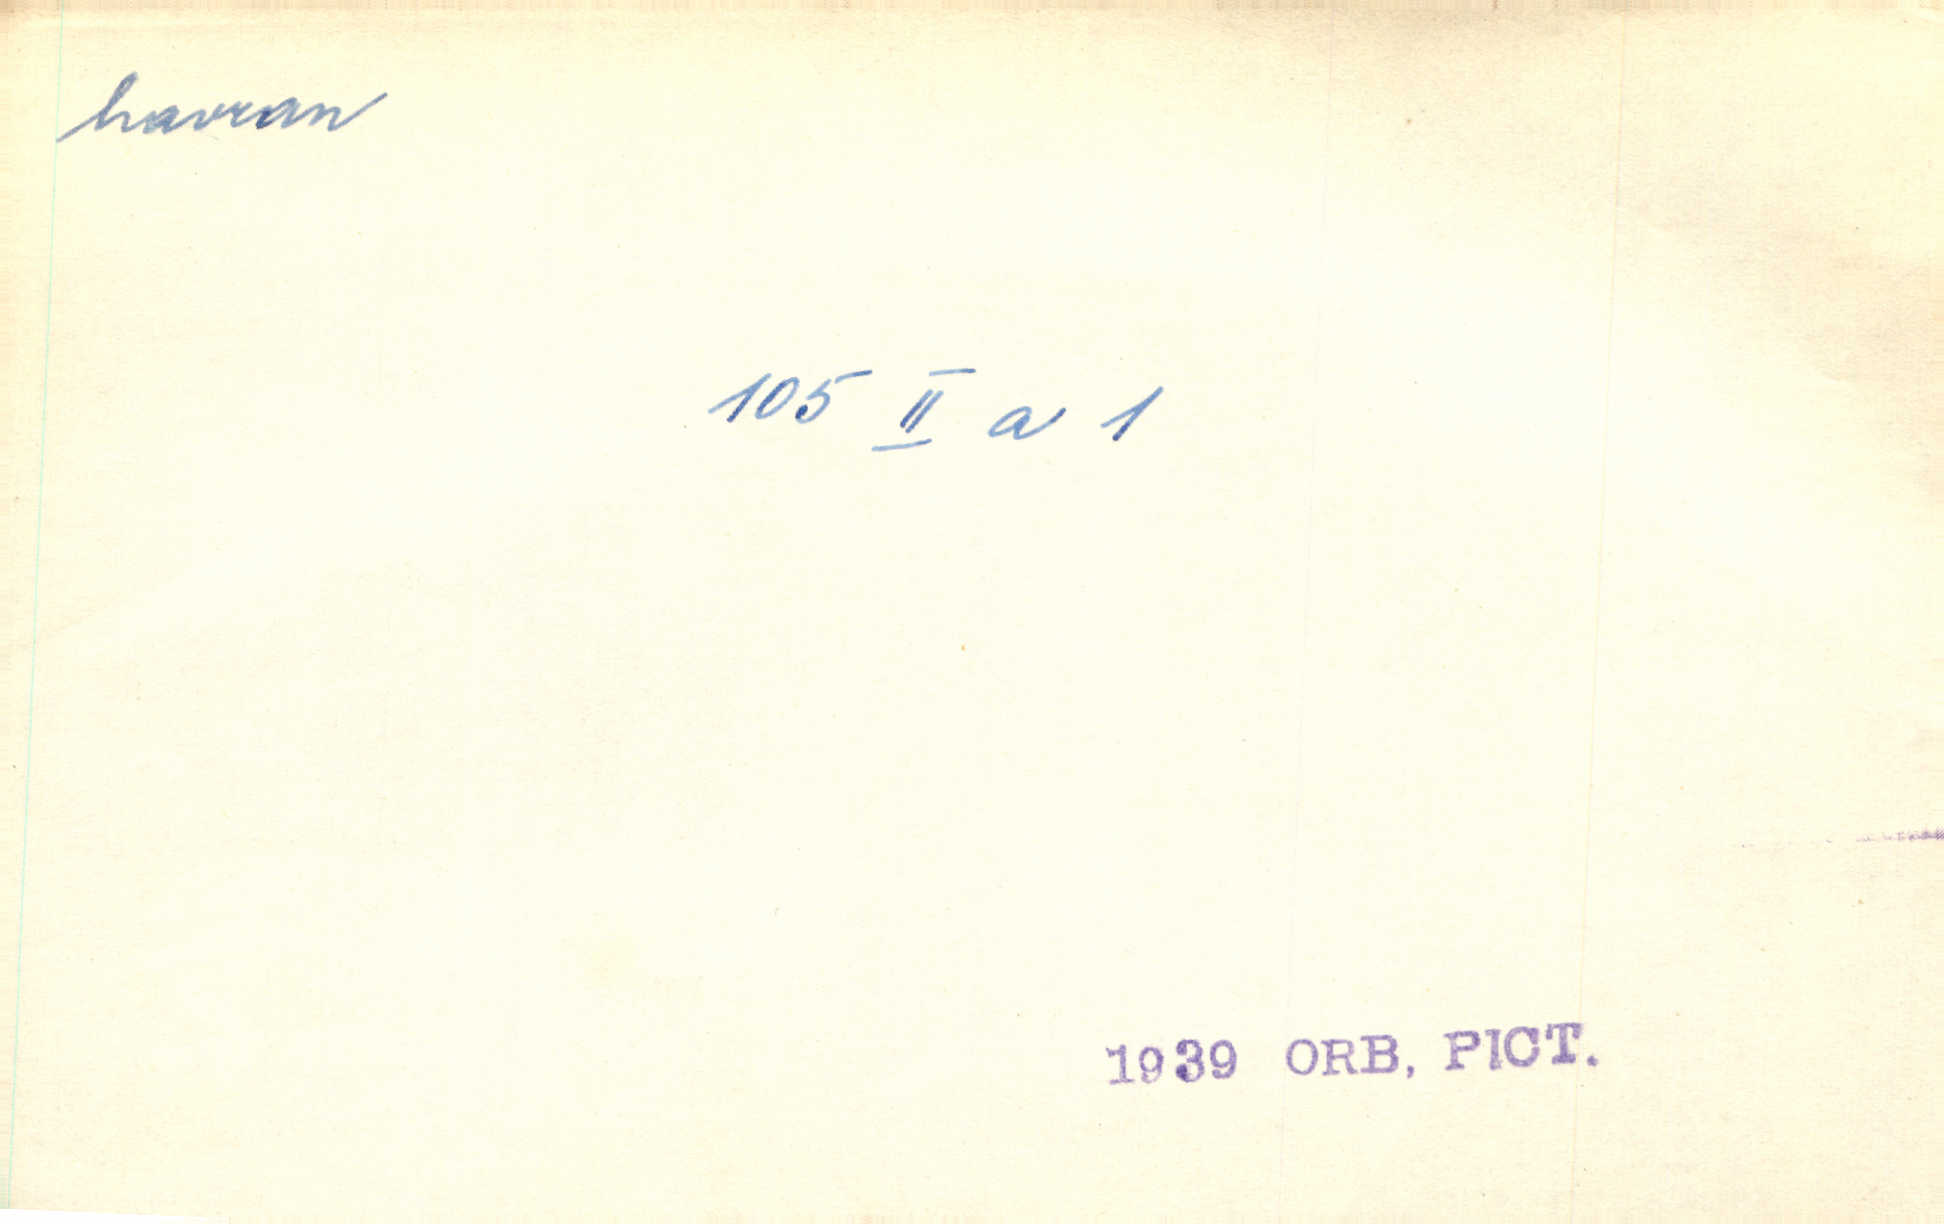 havran
105 II a 1
1939 ORB, PICT.